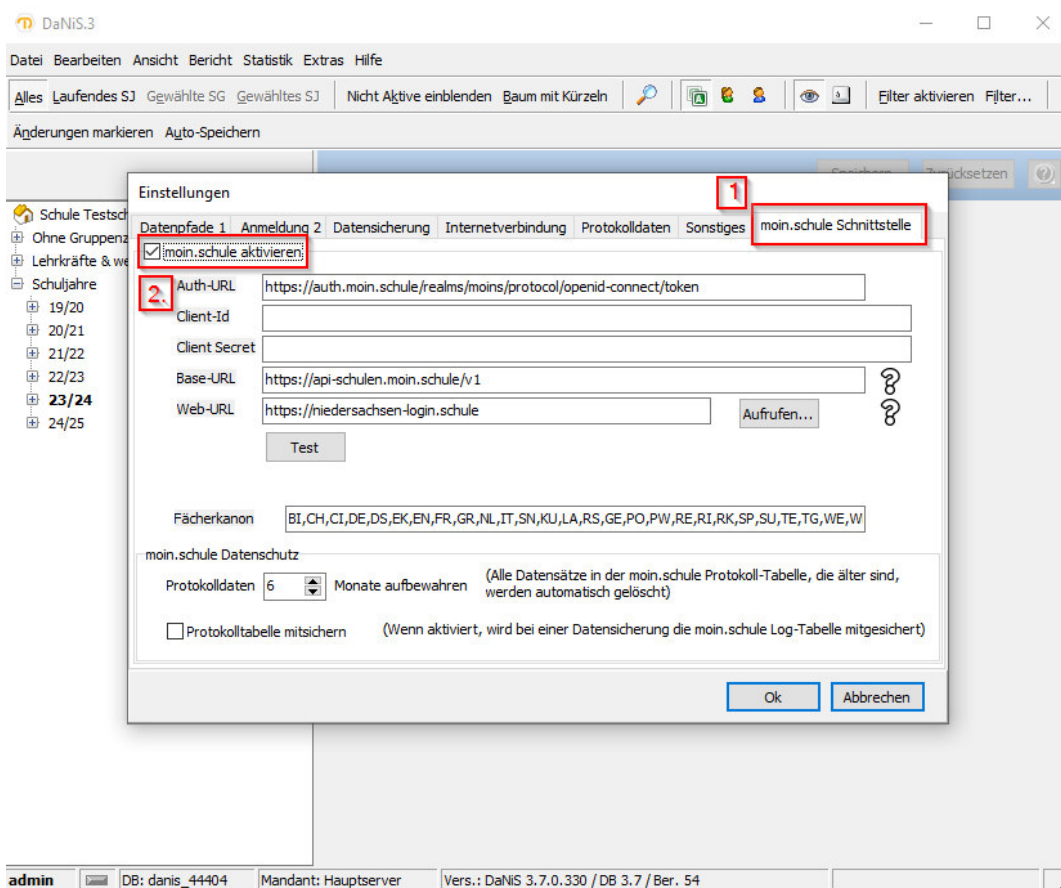 DaNiS.3
Datei Bearbeiten Ansicht Bericht Statistik Extras Hilfe
Alles Laufendes SJ Gewählte SG Gewähltes SJ Nicht Aktive einblenden Baum mit Kürzeln Filter aktivieren Filter...
Änderungen markieren Auto-Speichern
Speichern Zurücksetzen
Einstellungen
1
Datenpfade 1 Anmeldung 2 Datensicherung Internetverbindung Protokolldaten Sonstiges moin.schule Schnittstelle
moin.schule aktivieren
2.
Auth-URL https://auth.moin.schule/realms/moins/protocol/openid-connect/token
Client-Id
Client Secret
Base-URL https://api-schulen.moin.schule/v1
Web-URL https://niedersachsen-login.schule Aufrufen...
Test
Fächerkanon BI,CH,CI,DE,DS,EK,EN,FR,GR,NL,IT,SN,KU,LA,RS,GE,PO,PW,RE,RI,RK,SP,SU,TE,TG,WE,W
moin.schule Datenschutz
Protokolldaten 6 Monate aufbewahren (Alle Datensätze in der moin.schule Protokoll-Tabelle, die älter sind,
werden automatisch gelöscht)
Protokolltabelle mitsichern (Wenn aktiviert, wird bei einer Datensicherung die moin.schule Log-Tabelle mitgesichert)
Ok Abbrechen
Schule Testsch
Ohne Gruppenz
Lehrkräfte & we
Schuljahre
19/20
20/21
21/22
22/23
23/24
24/25
admin DB: danis_44404 Mandant: Hauptserver Vers.: DaNiS 3.7.0.330 / DB 3.7 / Ber. 54